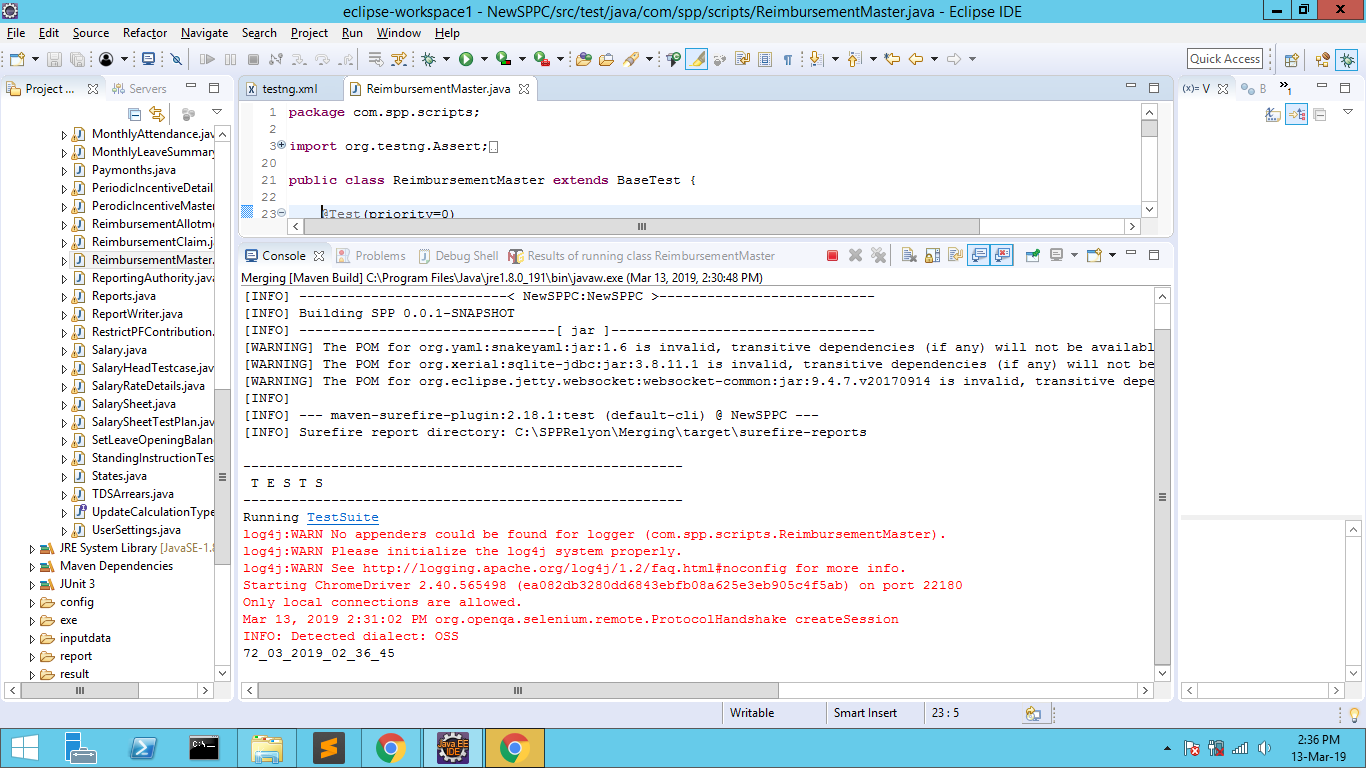 eclipse-workspace1 - NewSPPC/src/test/java/com/spp/scripts/ReimbursementMaster.java - Eclipse IDE
File Edit Source Refactor Navigate Search Project Run Window Help
Quick Access
Project ... Servers
MonthlyAttendance.jav
MonthlyLeaveSummary
Paymonths.java
PeriodicIncentiveDetail
PerodicIncentiveMaster
ReimbursementAllotme
ReimbursementClaim.j
ReimbursementMaster.
ReportingAuthority.java
Reports.java
ReportWriter.java
RestrictPFContribution.
Salary.java
SalaryHeadTestcase.jav
SalaryRateDetails.java
SalarySheet.java
SalarySheetTestPlan.jav
SetLeaveOpeningBalan
StandingInstructionTes
States.java
TDSArrears.java
UpdateCalculationType
UserSettings.java
JRE System Library [JavaSE-1.8
Maven Dependencies
JUnit 3
config
exe
inputdata
report
result
testng.xml ReimbursementMaster.java
1 package com.spp.scripts;
2
3 import org.testng.Assert;
20
21 public class ReimbursementMaster extends BaseTest {
22
23 @Test(priority=0)
Console Problems Debug Shell Results of running class ReimbursementMaster
Merging [Maven Build] C:\Program Files\Java\jre1.8.0_191\bin\javaw.exe (Mar 13, 2019, 2:30:48 PM)
[INFO] --------------------------< NewSPPC:NewSPPC >---------------------------
[INFO] Building SPP 0.0.1-SNAPSHOT
[INFO] --------------------------------[ jar ]---------------------------------
[WARNING] The POM for org.yaml:snakeyaml:jar:1.6 is invalid, transitive dependencies (if any) will not be availabl
[WARNING] The POM for org.xerial:sqlite-jdbc:jar:3.8.11.1 is invalid, transitive dependencies (if any) will not be
[WARNING] The POM for org.eclipse.jetty.websocket:websocket-common:jar:9.4.7.v20170914 is invalid, transitive depe
[INFO]
[INFO] --- maven-surefire-plugin:2.18.1:test (default-cli) @ NewSPPC ---
[INFO] Surefire report directory: C:\SPPRelyon\Merging\target\surefire-reports
-------------------------------------------------------
T E S T S
-------------------------------------------------------
Running TestSuite
log4j:WARN No appenders could be found for logger (com.spp.scripts.ReimbursementMaster).
log4j:WARN Please initialize the log4j system properly.
log4j:WARN See http://logging.apache.org/log4j/1.2/faq.html#noconfig for more info.
Starting ChromeDriver 2.40.565498 (ea082db3280dd6843ebfb08a625e3eb905c4f5ab) on port 22180
Only local connections are allowed.
Mar 13, 2019 2:31:02 PM org.openqa.selenium.remote.ProtocolHandshake createSession
INFO: Detected dialect: OSS
72_03_2019_02_36_45
(x)= V B »1
Writable Smart Insert 23 : 5
Java EE
IDE
2:36 PM
13-Mar-19